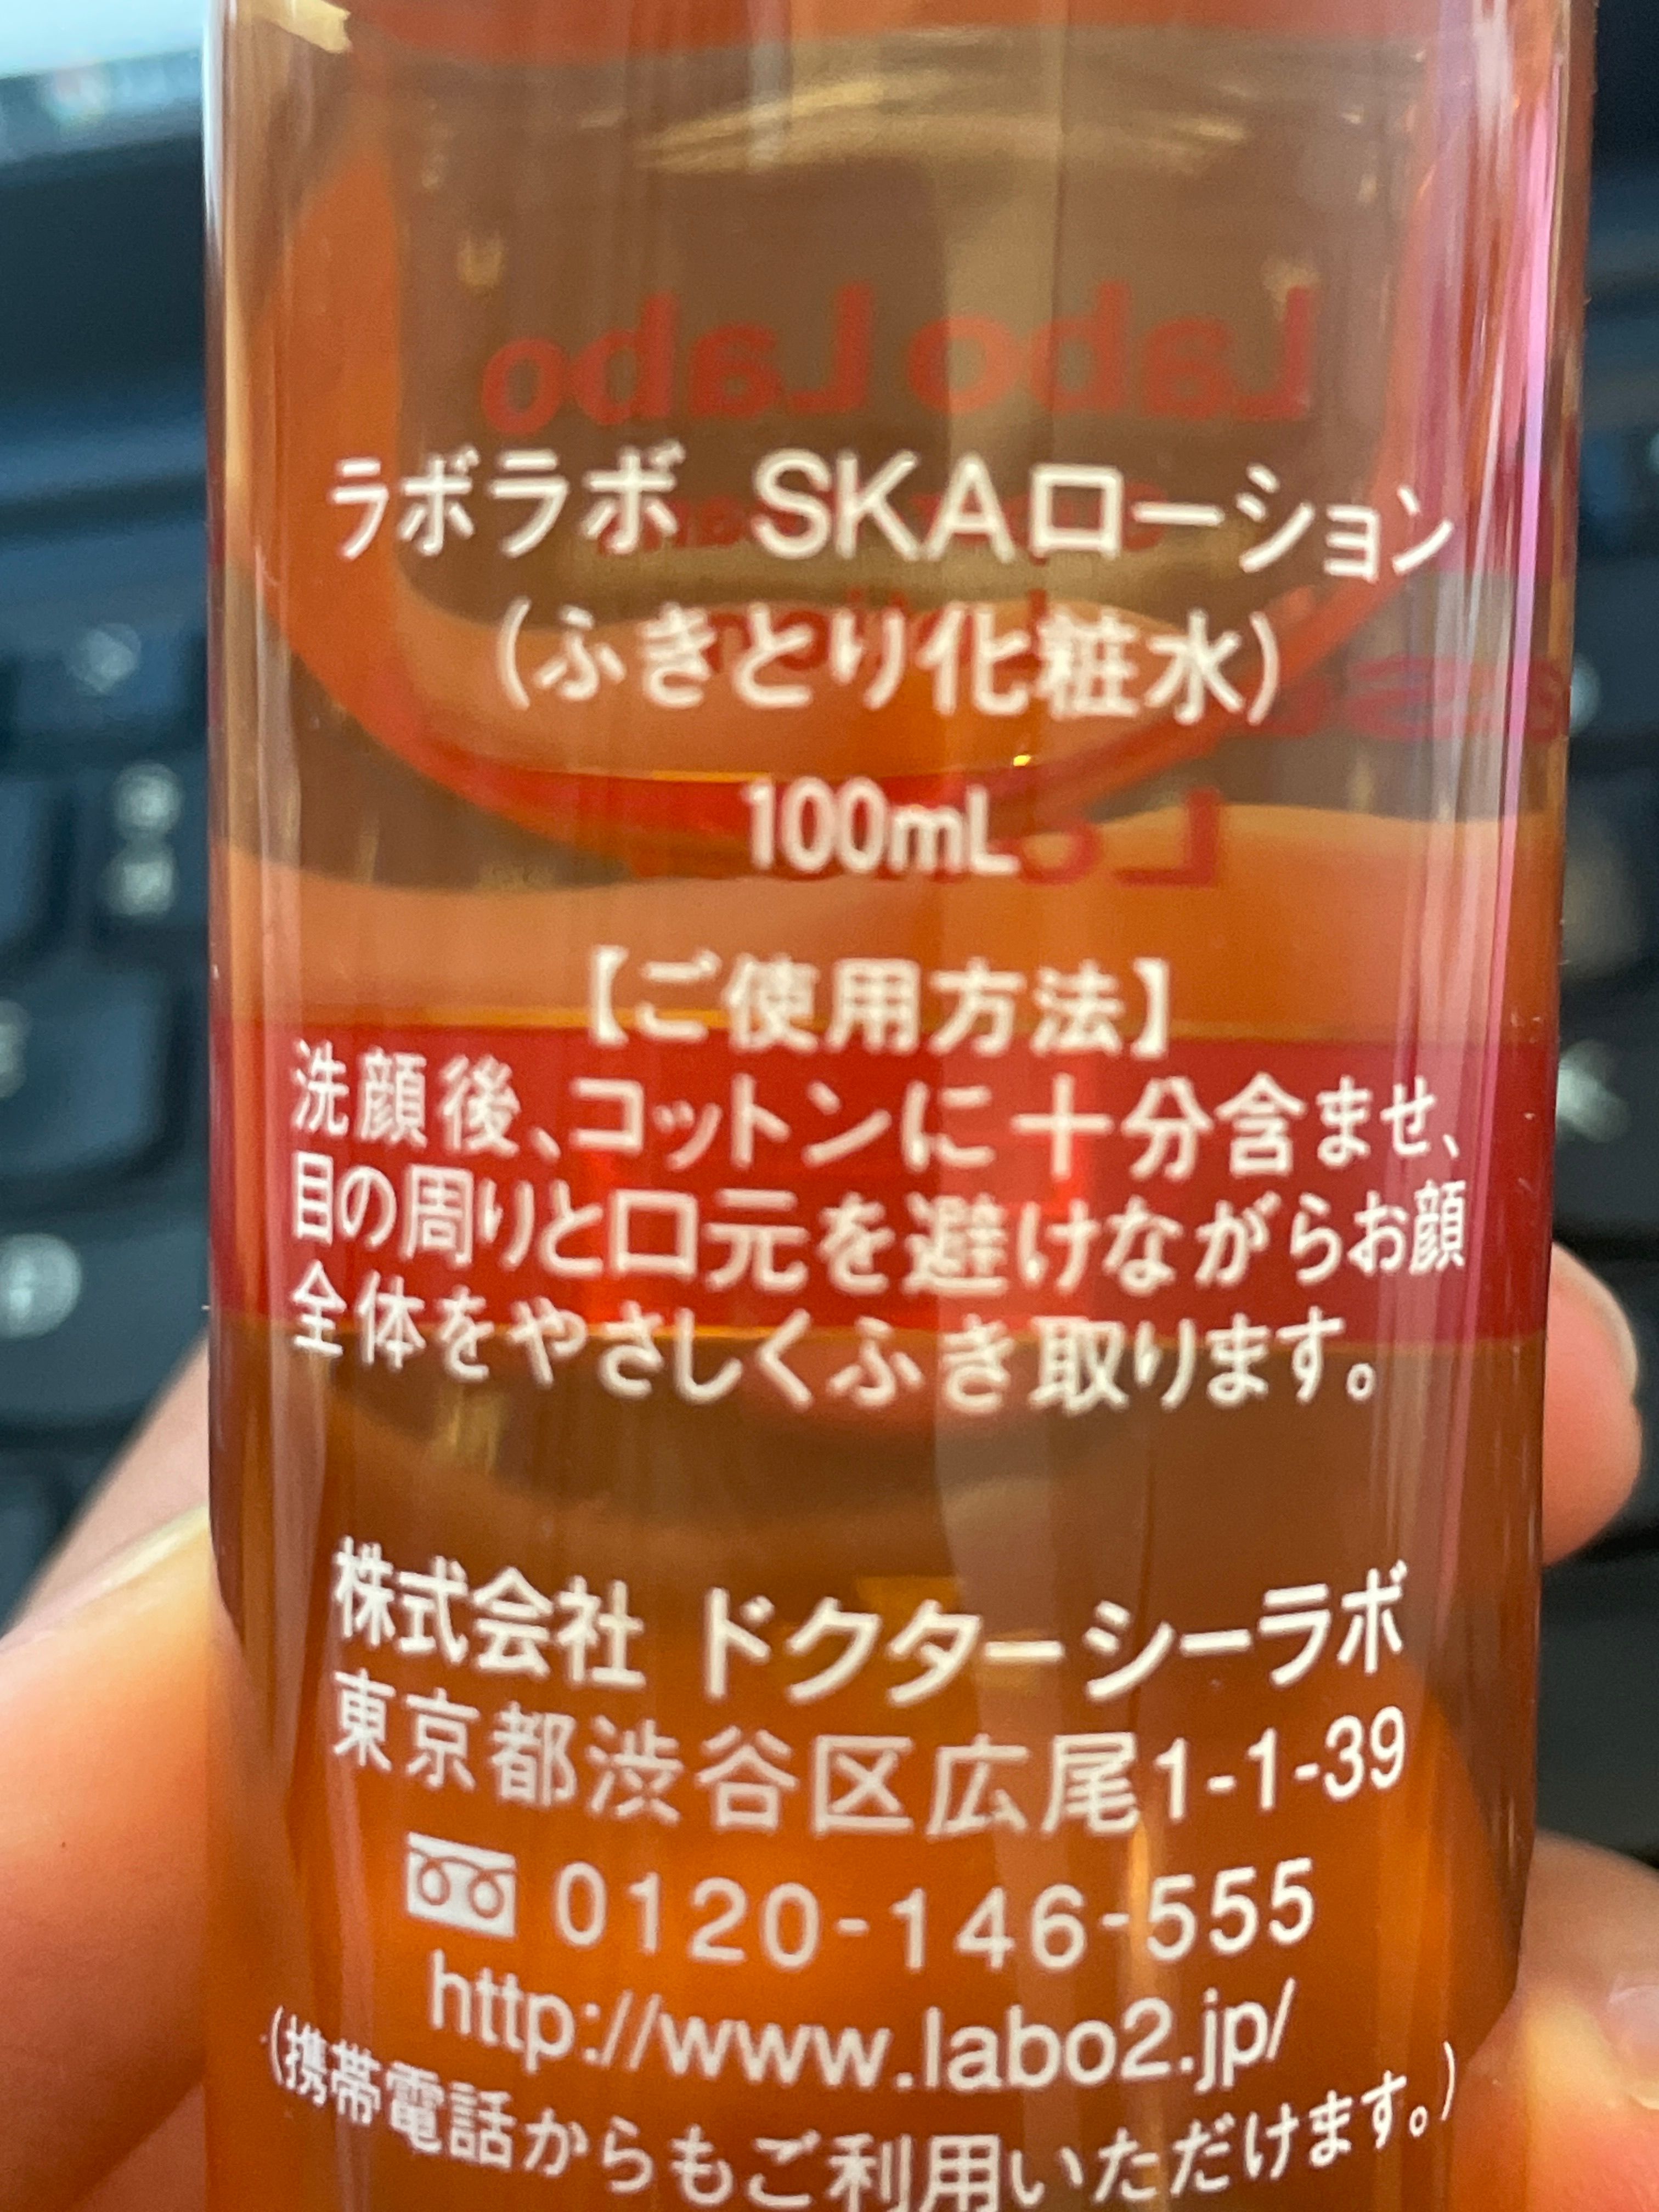 Labo Labo
ラボラボ SKAローション
(ふきとり化粧水)
100mL
【ご使用方法】
洗顔後、コットンに十分含ませ、
目の周りと口元を避けながらお顔
全体をやさしくふき取ります。
株式会社 ドクターシーラボ
東京都渋谷区広尾1-1-39
0120-146-555
http://www.labo2.jp/
(携帯電話からもご利用いただけます。)